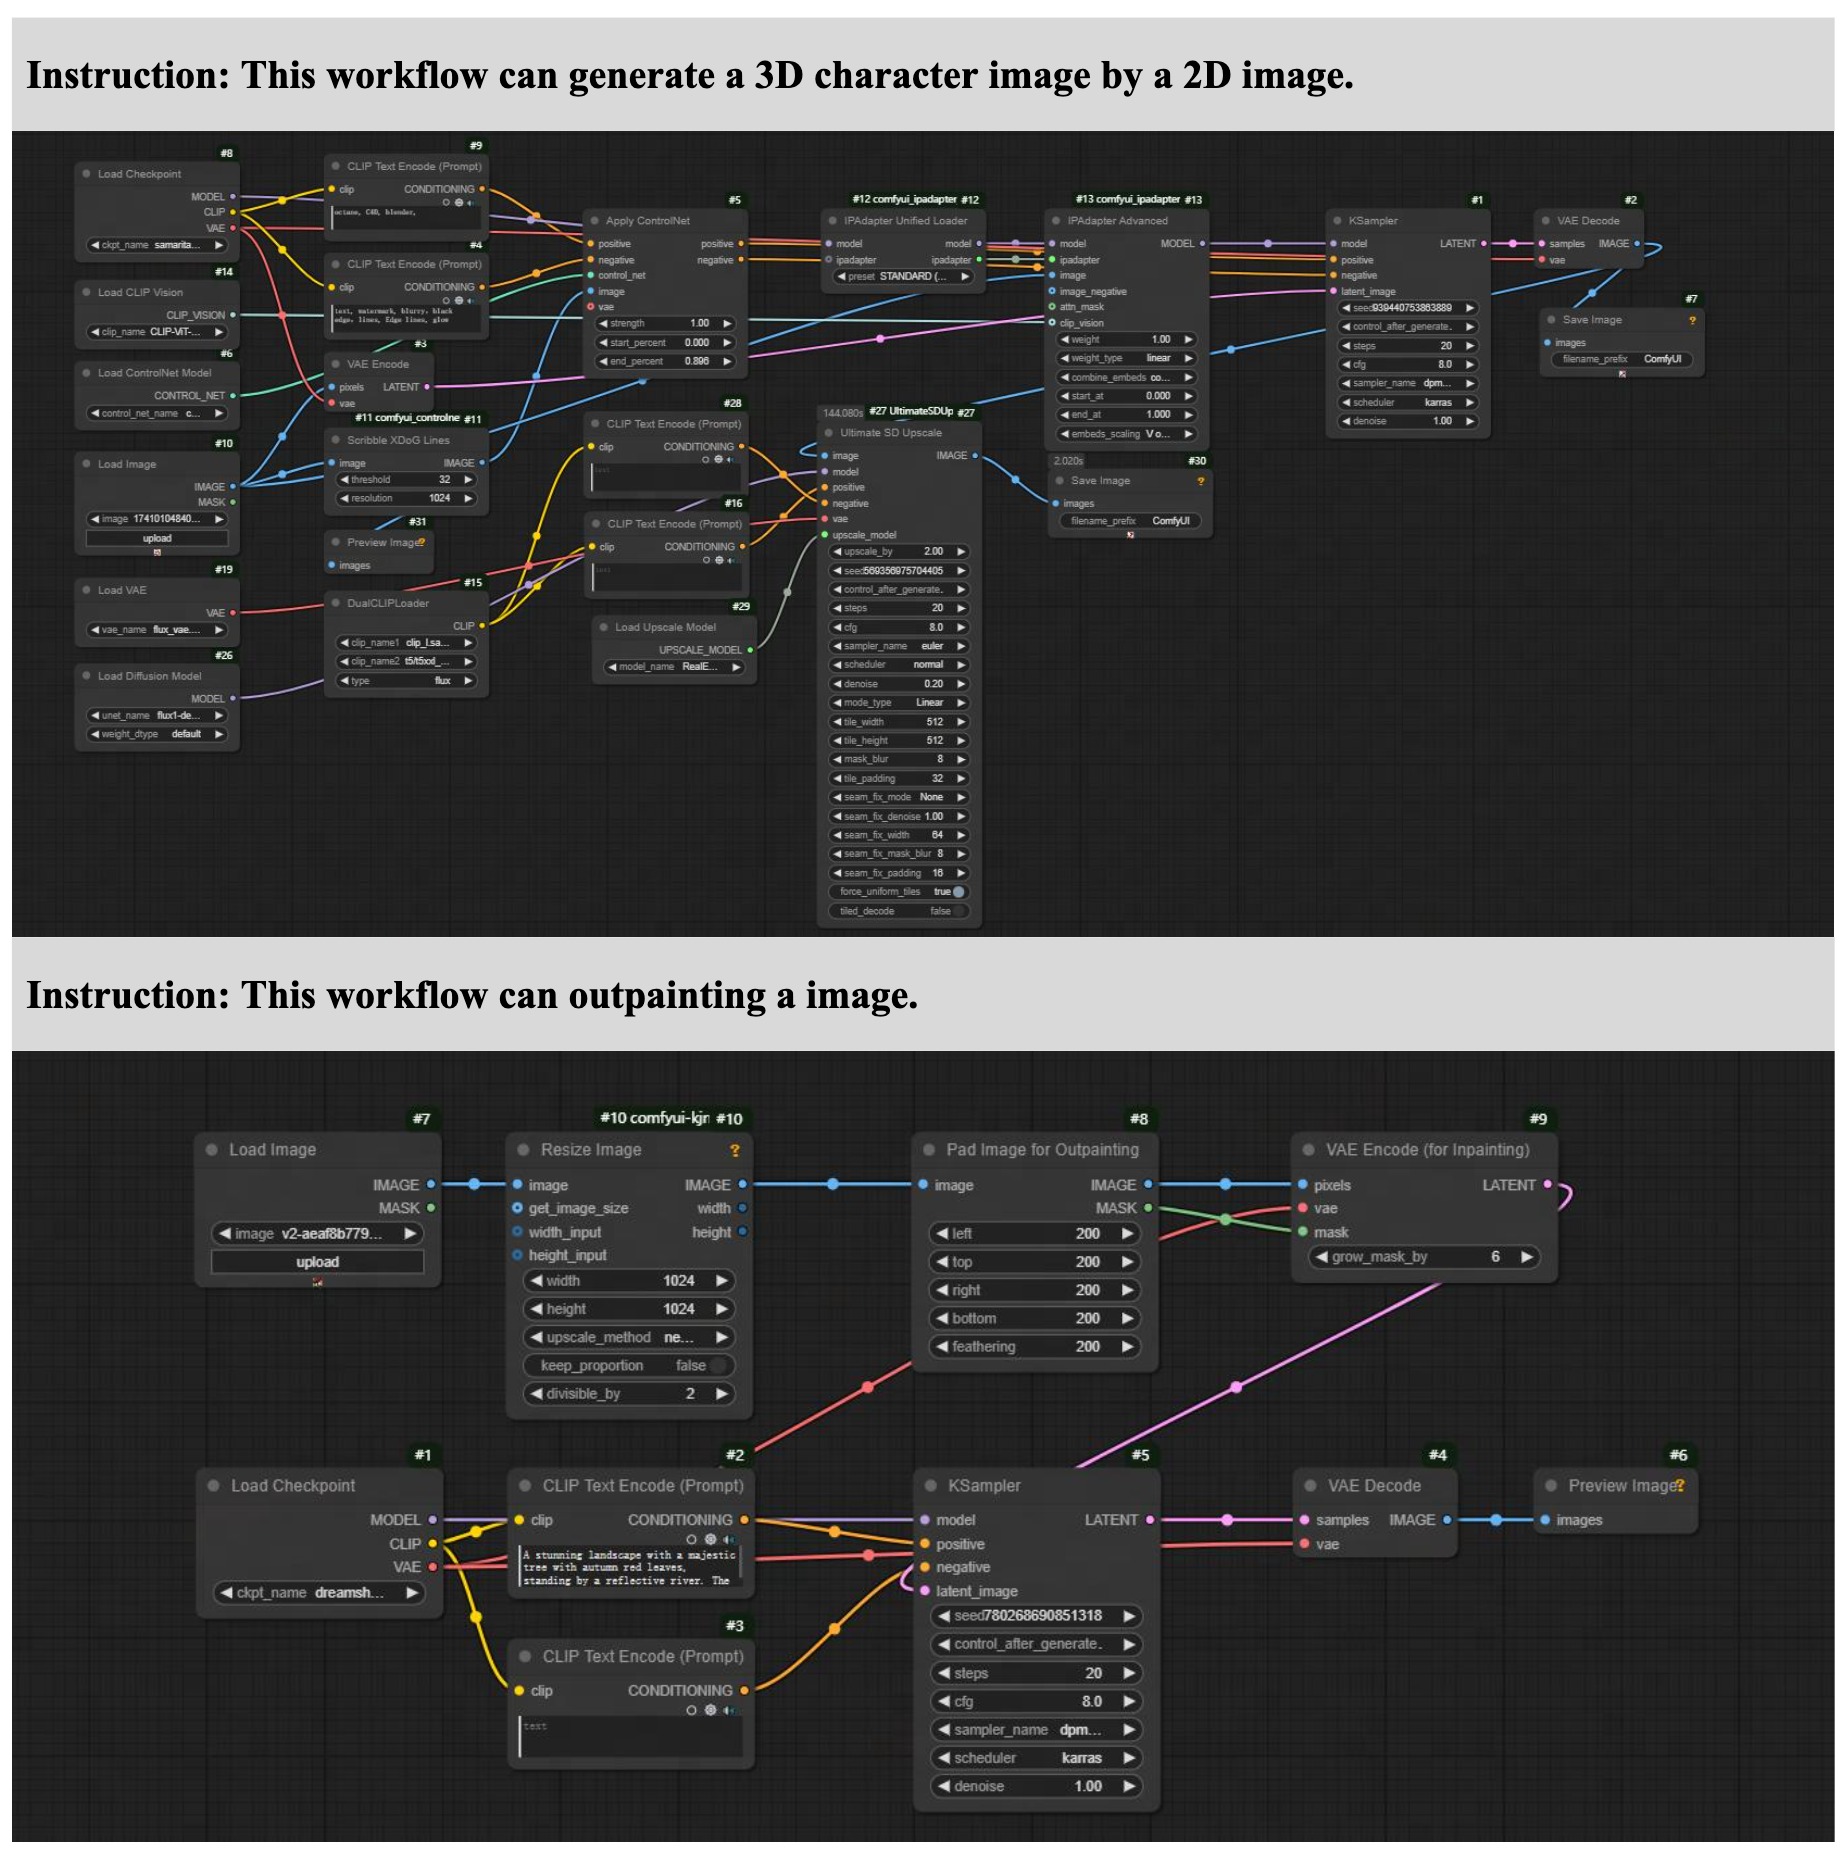 Instruction: This workflow can generate a 3D character image by a 2D image.
#8
Load Checkpoint
MODEL
CLIP
VAE
ckpt_name samarita...
#14
Load CLIP Vision
CLIP_VISION
clip_name CLIP-ViT-...
#6
Load ControlNet Model
CONTROL_NET
control_net_name c...
#10
Load Image
IMAGE
MASK
image 17410104840...
upload
#19
Load VAE
VAE
vae_name flux_vae....
#26
Load Diffusion Model
MODEL
unet_name flux1-de...
weight_dtype default
#9
CLIP Text Encode (Prompt)
clip CONDITIONING
octane, C4D, blender,
#4
CLIP Text Encode (Prompt)
clip CONDITIONING
text, watermark, blurry, black
edge, lines, Edge lines, glow
#3
VAE Encode
pixels LATENT
vae
#11 comfyui_controlne #11
Scribble XDoG Lines
image IMAGE
threshold 32
resolution 1024
#31
Preview Image?
images
#15
DualCLIPLoader
CLIP
clip_name1 clip_l.sa...
clip_name2 t5/t5xxl_...
type flux
#5
Apply ControlNet
positive positive
negative negative
control_net
image
vae
strength 1.00
start_percent 0.000
end_percent 0.896
#28
CLIP Text Encode (Prompt)
clip CONDITIONING
text
#16
CLIP Text Encode (Prompt)
clip CONDITIONING
text
#29
Load Upscale Model
UPSCALE_MODEL
model_name RealE...
#12 comfyui_ipadapter #12
IPAdapter Unified Loader
model model
ipadapter ipadapter
preset STANDARD (...
144.080s #27 UltimateSDUp #27
Ultimate SD Upscale
image IMAGE
model
positive
negative
vae
upscale_model
upscale_by 2.00
seed569356975704405
control_after_generate.
steps 20
cfg 8.0
sampler_name euler
scheduler normal
denoise 0.20
mode_type Linear
tile_width 512
tile_height 512
mask_blur 8
tile_padding 32
seam_fix_mode None
seam_fix_denoise 1.00
seam_fix_width 64
seam_fix_mask_blur 8
seam_fix_padding 16
force_uniform_tiles true
tiled_decode false
#13 comfyui_ipadapter #13
IPAdapter Advanced
model MODEL
ipadapter
image
image_negative
attn_mask
clip_vision
weight 1.00
weight_type linear
combine_embeds co...
start_at 0.000
end_at 1.000
embeds_scaling V o...
2.020s #30
Save Image ?
images
filename_prefix ComfyUI
#1
KSampler
model LATENT
positive
negative
latent_image
seed939440753863889
control_after_generate.
steps 20
cfg 8.0
sampler_name dpm...
scheduler karras
denoise 1.00
#2
VAE Decode
samples IMAGE
vae
#7
Save Image ?
images
filename_prefix ComfyUI
Instruction: This workflow can outpainting a image.
#7
Load Image
IMAGE
MASK
image v2-aeaf8b779...
upload
#10 comfyui-kjn #10
Resize Image ?
image IMAGE
get_image_size width
width_input height
height_input
width 1024
height 1024
upscale_method ne...
keep_proportion false
divisible_by 2
#8
Pad Image for Outpainting
image IMAGE
MASK
left 200
top 200
right 200
bottom 200
feathering 200
#9
VAE Encode (for Inpainting)
pixels LATENT
vae
mask
grow_mask_by 6
#1
Load Checkpoint
MODEL
CLIP
VAE
ckpt_name dreamsh...
#2
CLIP Text Encode (Prompt)
clip CONDITIONING
A stunning landscape with a majestic
tree with autumn red leaves,
standing by a reflective river. The
#3
CLIP Text Encode (Prompt)
clip CONDITIONING
text
#5
KSampler
model LATENT
positive
negative
latent_image
seed780268690851318
control_after_generate.
steps 20
cfg 8.0
sampler_name dpm...
scheduler karras
denoise 1.00
#4
VAE Decode
samples IMAGE
vae
#6
Preview Image?
images